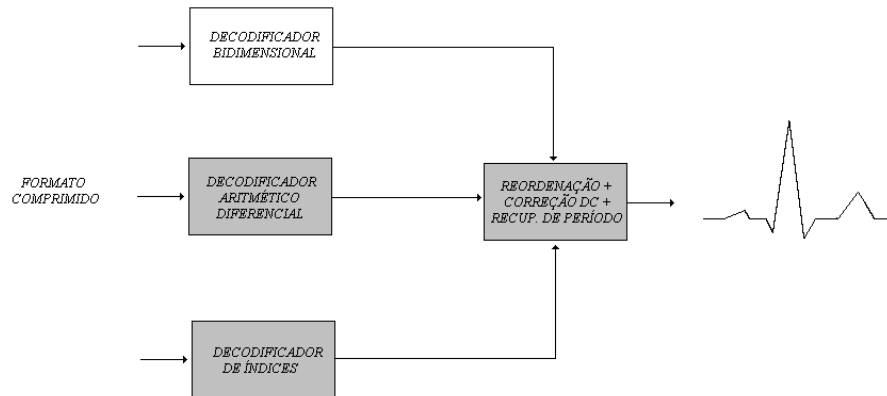 DECODIFICADOR
BIDIMENSIONAL
FORMATO
COMPRIMIDO
DECODIFICADOR
ARITMÉTICO
DIFERENCIAL
REORDENAÇÃO +
CORREÇÃO DC +
RECUP. DE PERÍODO
DECODIFICADOR
DE ÍNDICES